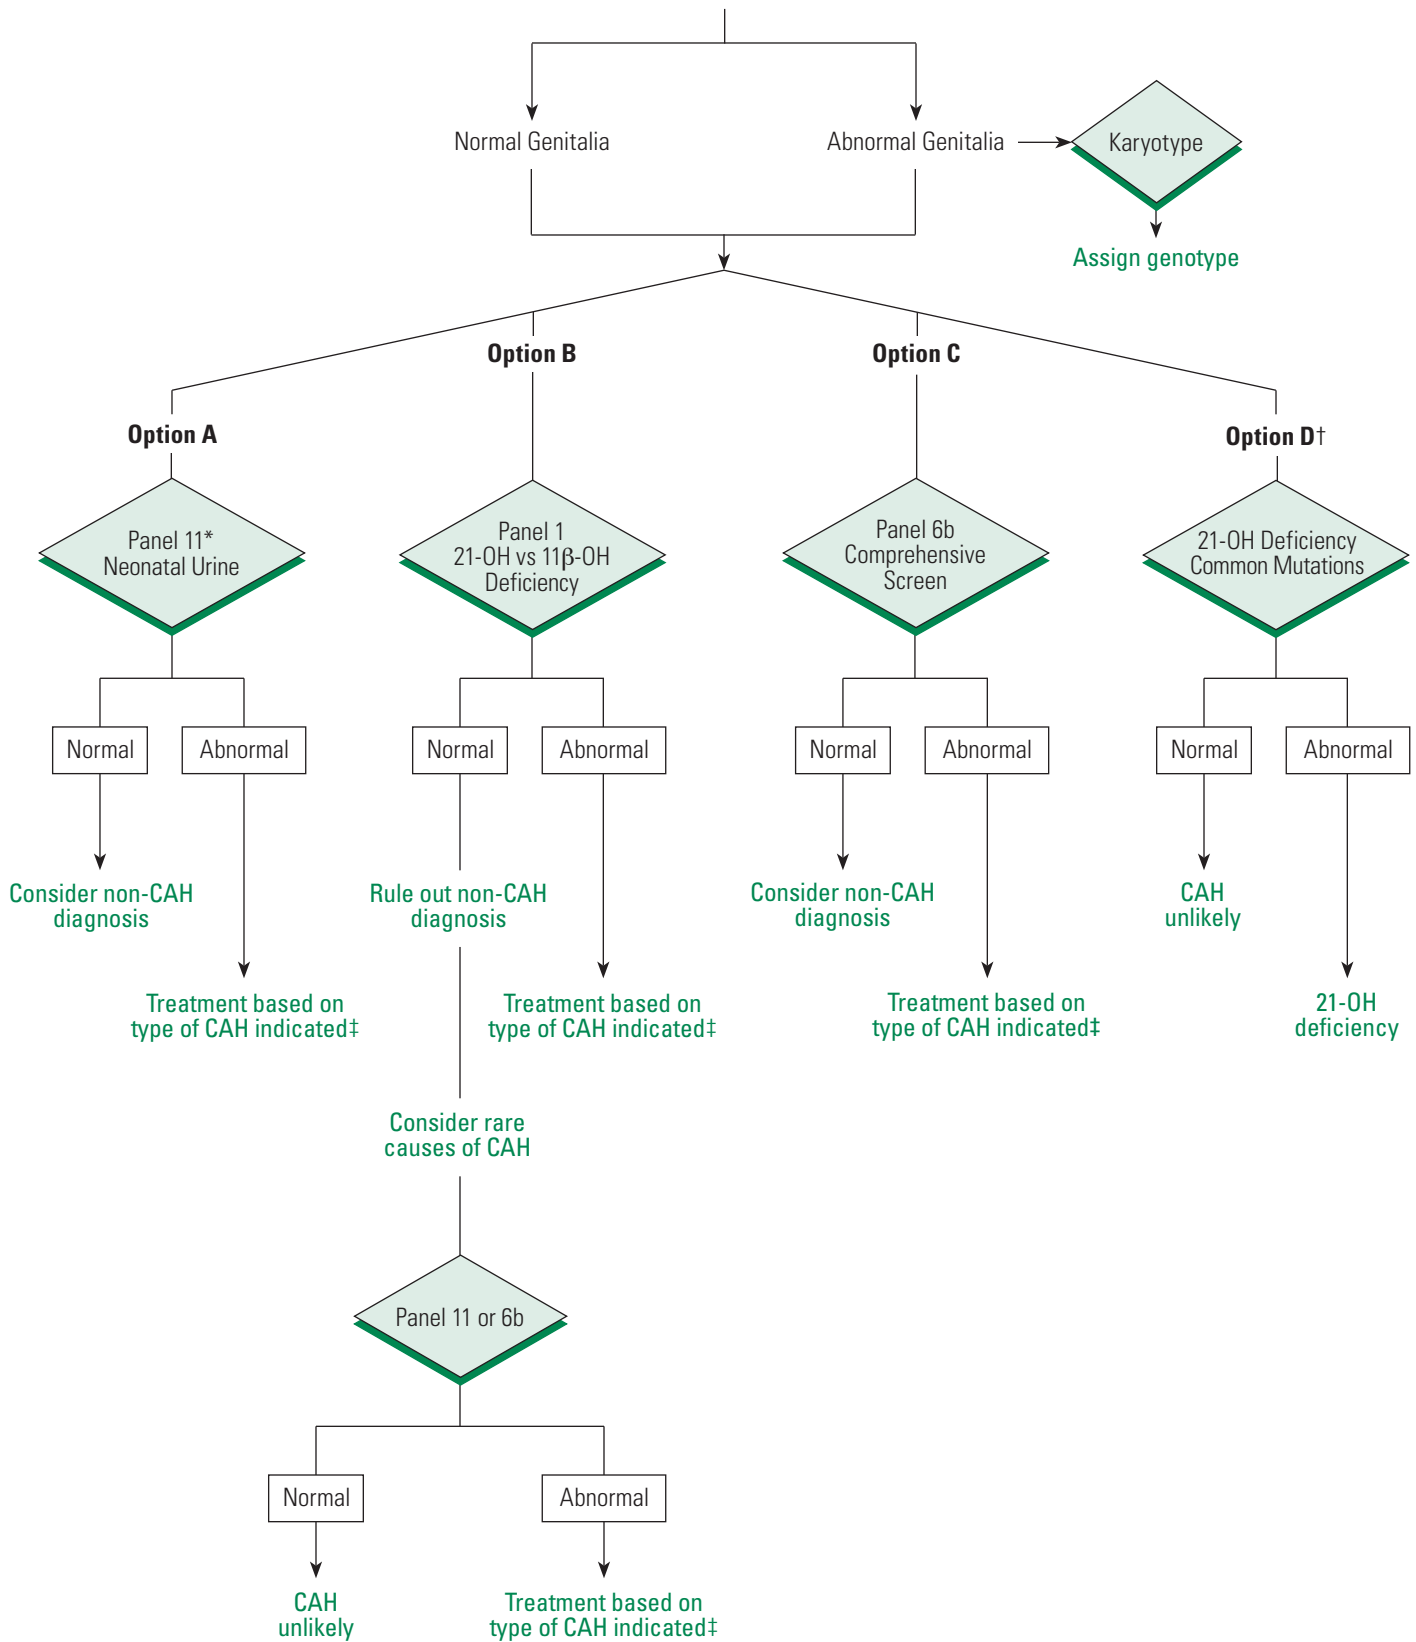 Normal Genitalia
Abnormal Genitalia
Karyotype
Assign genotype
Option B
Option C
Option A
Option D†
Panel 11*
Neonatal Urine
Panel 1
21-OH vs 11β-OH
Deficiency
Panel 6b
Comprehensive
Screen
21-OH Deficiency
Common Mutations
Normal
Abnormal
Normal
Abnormal
Normal
Abnormal
Normal
Abnormal
Consider non-CAH
diagnosis
Rule out non-CAH
diagnosis
Consider non-CAH
diagnosis
CAH
unlikely
Treatment based on
type of CAH indicated‡
Treatment based on
type of CAH indicated‡
Treatment based on
type of CAH indicated‡
21-OH
deficiency
Consider rare
causes of CAH
Panel 11 or 6b
Normal
Abnormal
CAH
unlikely
Treatment based on
type of CAH indicated‡